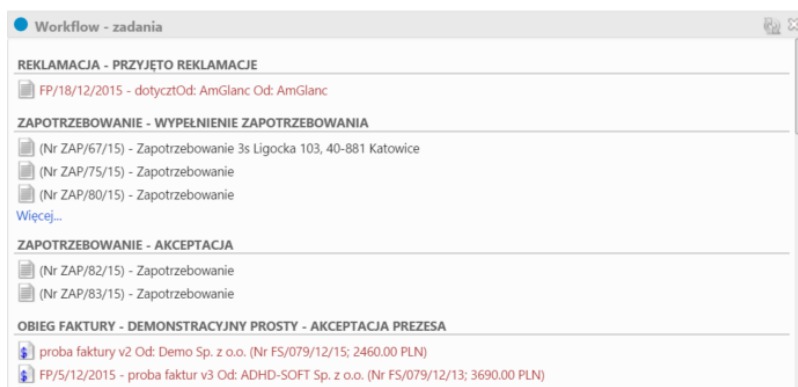 Workflow - zadania
REKLAMACJA - PRZYJĘTO REKLAMACJE
FP/18/12/2015 - dotycztOd: AmGlanc Od: AmGlanc
ZAPOTRZEBOWANIE - WYPEŁNIENIE ZAPOTRZEBOWANIA
(Nr ZAP/67/15) - Zapotrzebowanie 3s Ligocka 103, 40-881 Katowice
(Nr ZAP/75/15) - Zapotrzebowanie
(Nr ZAP/80/15) - Zapotrzebowanie
Więcej...
ZAPOTRZEBOWANIE - AKCEPTACJA
(Nr ZAP/82/15) - Zapotrzebowanie
(Nr ZAP/83/15) - Zapotrzebowanie
OBIEG FAKTURY - DEMONSTRACYJNY PROSTY - AKCEPTACJA PREZESA
proba faktury v2 Od: Demo Sp. z o.o. (Nr FS/079/12/15; 2460.00 PLN)
FP/5/12/2015 - proba faktur v3 Od: ADHD-SOFT Sp. z o.o. (Nr FS/079/12/13; 3690.00 PLN)